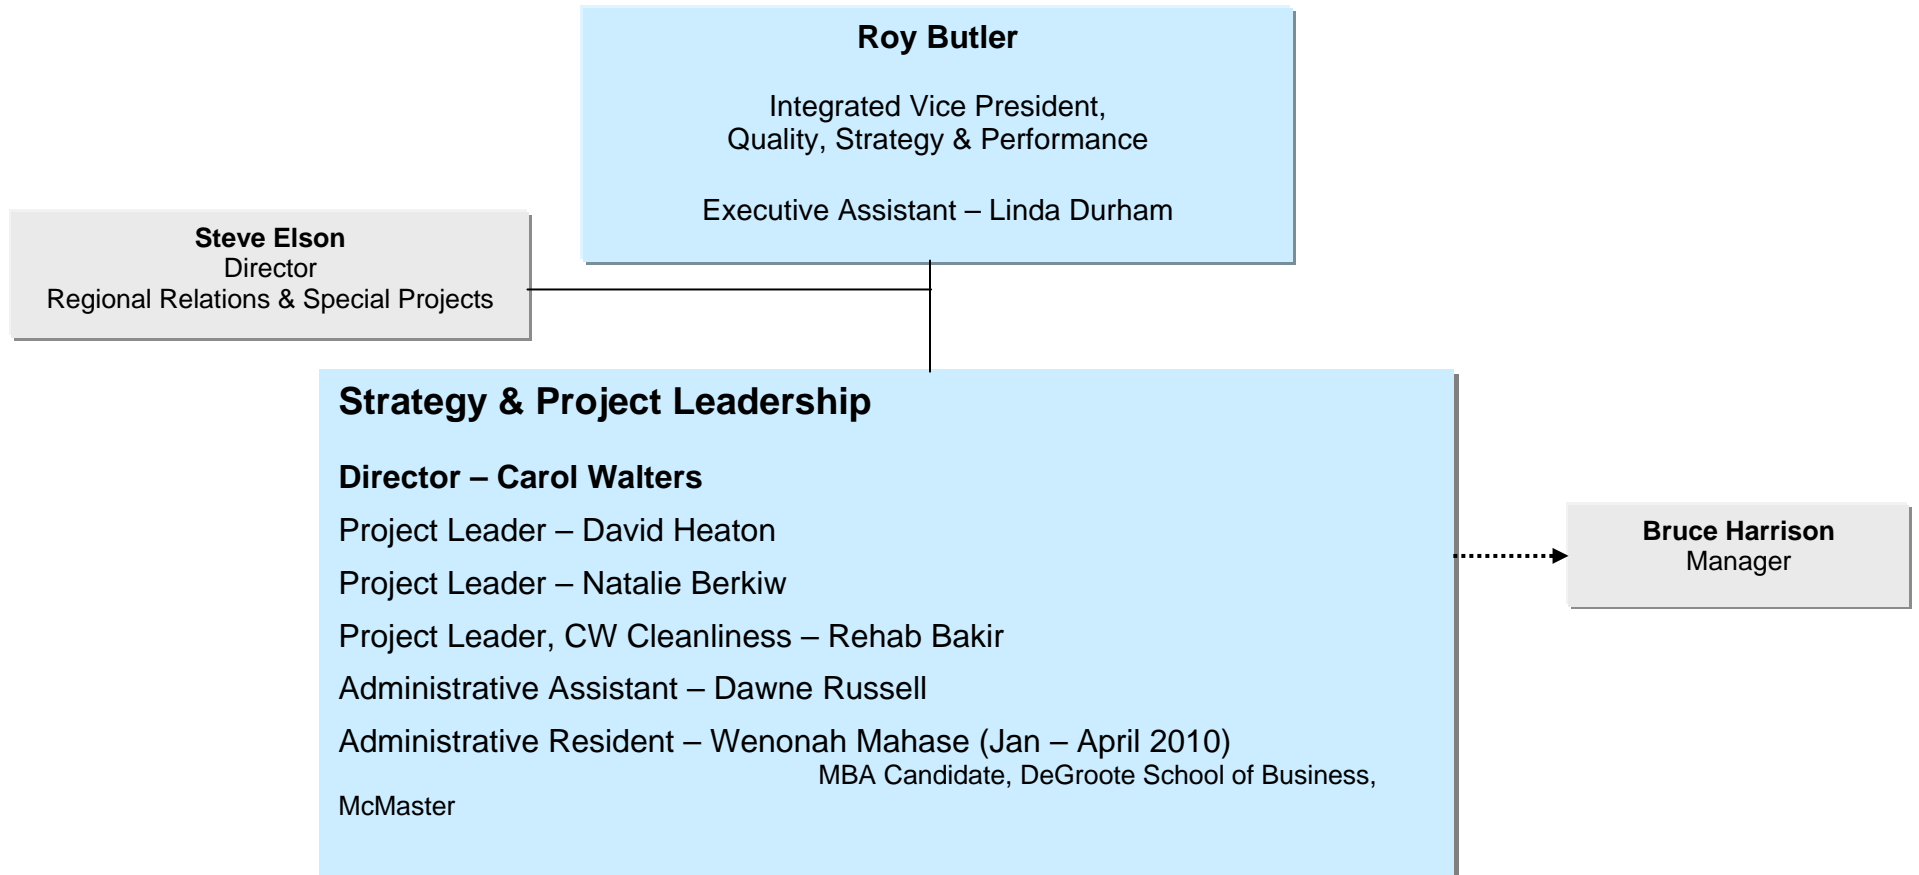 Roy Butler
Integrated Vice President,
Quality, Strategy & Performance
Executive Assistant – Linda Durham
Steve Elson
Director
Regional Relations & Special Projects
Strategy & Project Leadership
Director – Carol Walters
Project Leader – David Heaton
Project Leader – Natalie Berkiw
Project Leader, CW Cleanliness – Rehab Bakir
Administrative Assistant – Dawne Russell
Administrative Resident – Wenonah Mahase (Jan – April 2010)
MBA Candidate, DeGroote School of Business,
McMaster
Bruce Harrison
Manager